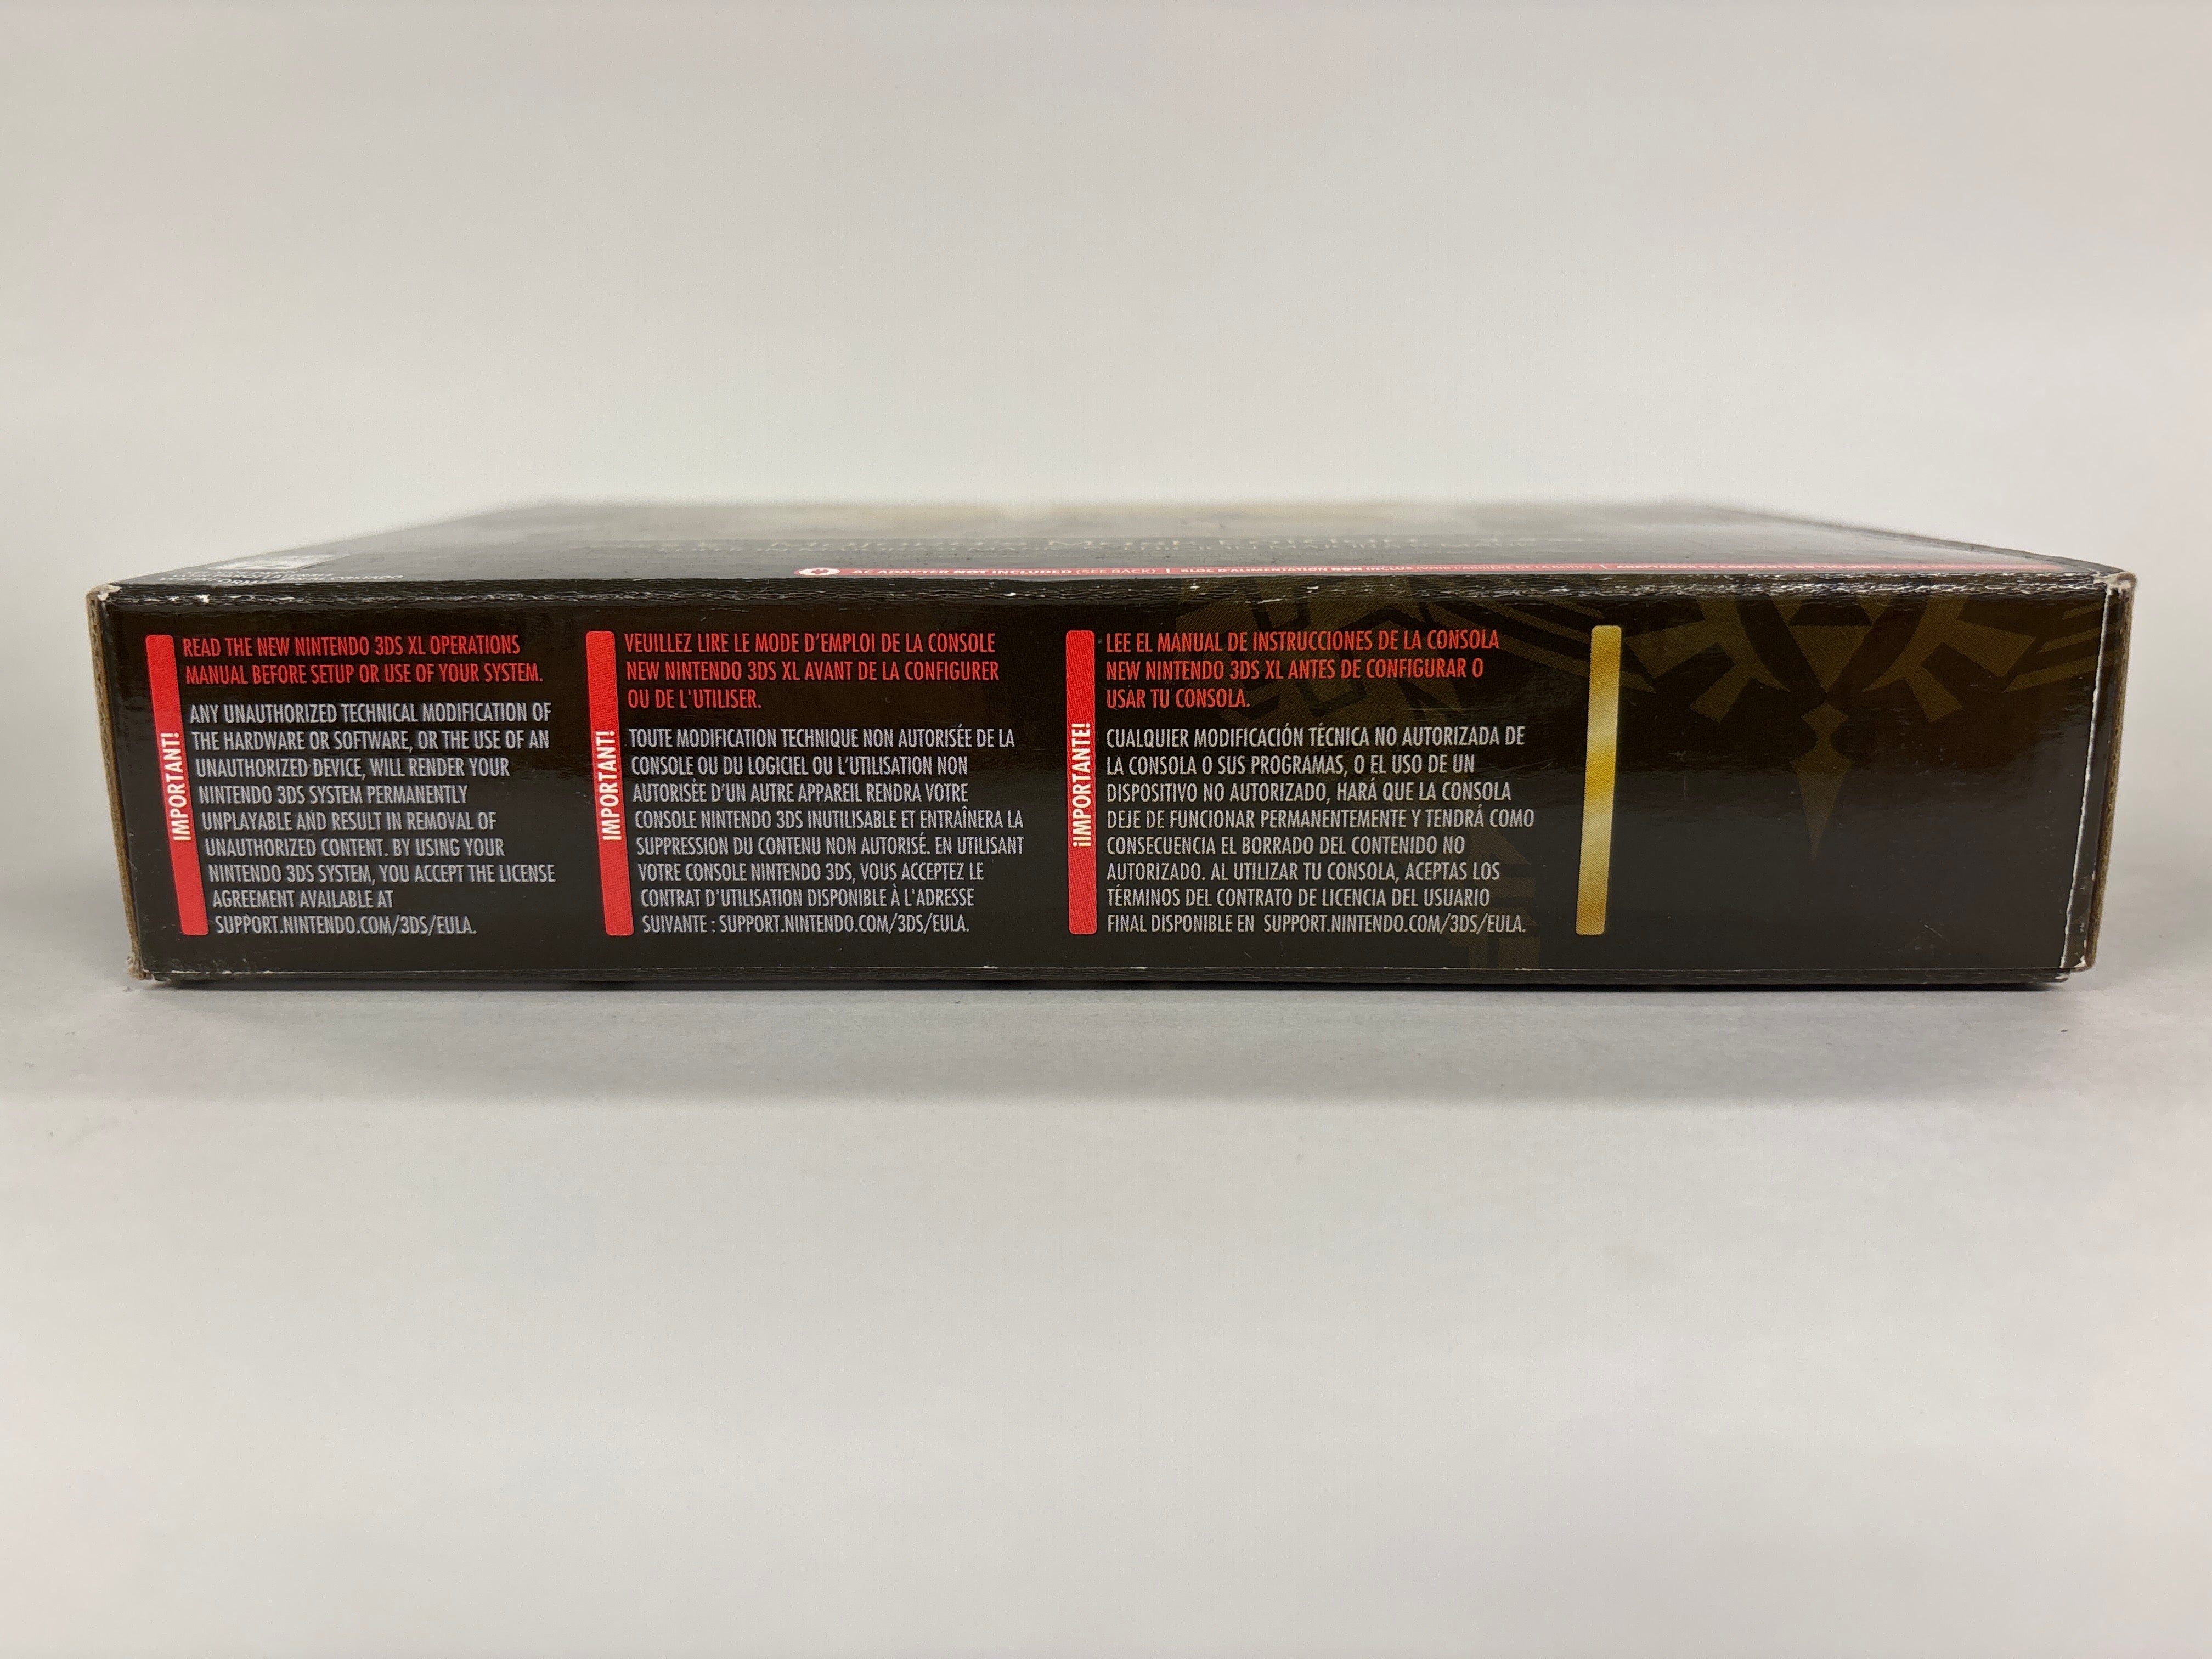 AC ADAPTER NOT INCLUDED (SEE BACK) | BLOC D'ALIMENTATION NON INCLUS
IMPORTANT!
READ THE NEW NINTENDO 3DS XL OPERATIONS
MANUAL BEFORE SETUP OR USE OF YOUR SYSTEM.
ANY UNAUTHORIZED TECHNICAL MODIFICATION OF
THE HARDWARE OR SOFTWARE, OR THE USE OF AN
UNAUTHORIZED DEVICE, WILL RENDER YOUR
NINTENDO 3DS SYSTEM PERMANENTLY
UNPLAYABLE AND RESULT IN REMOVAL OF
UNAUTHORIZED CONTENT. BY USING YOUR
NINTENDO 3DS SYSTEM, YOU ACCEPT THE LICENSE
AGREEMENT AVAILABLE AT
SUPPORT.NINTENDO.COM/3DS/EULA.
IMPORTANT!
VEUILLEZ LIRE LE MODE D'EMPLOI DE LA CONSOLE
NEW NINTENDO 3DS XL AVANT DE LA CONFIGURER
OU DE L'UTILISER.
TOUTE MODIFICATION TECHNIQUE NON AUTORISÉE DE LA
CONSOLE OU DU LOGICIEL OU L'UTILISATION NON
AUTORISÉE D'UN AUTRE APPAREIL RENDRA VOTRE
CONSOLE NINTENDO 3DS INUTILISABLE ET ENTRAÎNERA LA
SUPPRESSION DU CONTENU NON AUTORISÉ. EN UTILISANT
VOTRE CONSOLE NINTENDO 3DS, VOUS ACCEPTEZ LE
CONTRAT D'UTILISATION DISPONIBLE À L'ADRESSE
SUIVANTE : SUPPORT.NINTENDO.COM/3DS/EULA.
¡IMPORTANTE!
LEE EL MANUAL DE INSTRUCCIONES DE LA CONSOLA
NEW NINTENDO 3DS XL ANTES DE CONFIGURAR O
USAR TU CONSOLA.
CUALQUIER MODIFICACIÓN TÉCNICA NO AUTORIZADA DE
LA CONSOLA O SUS PROGRAMAS, O EL USO DE UN
DISPOSITIVO NO AUTORIZADO, HARÁ QUE LA CONSOLA
DEJE DE FUNCIONAR PERMANENTEMENTE Y TENDRÁ COMO
CONSECUENCIA EL BORRADO DEL CONTENIDO NO
AUTORIZADO. AL UTILIZAR TU CONSOLA, ACEPTAS LOS
TÉRMINOS DEL CONTRATO DE LICENCIA DEL USUARIO
FINAL DISPONIBLE EN SUPPORT.NINTENDO.COM/3DS/EULA.